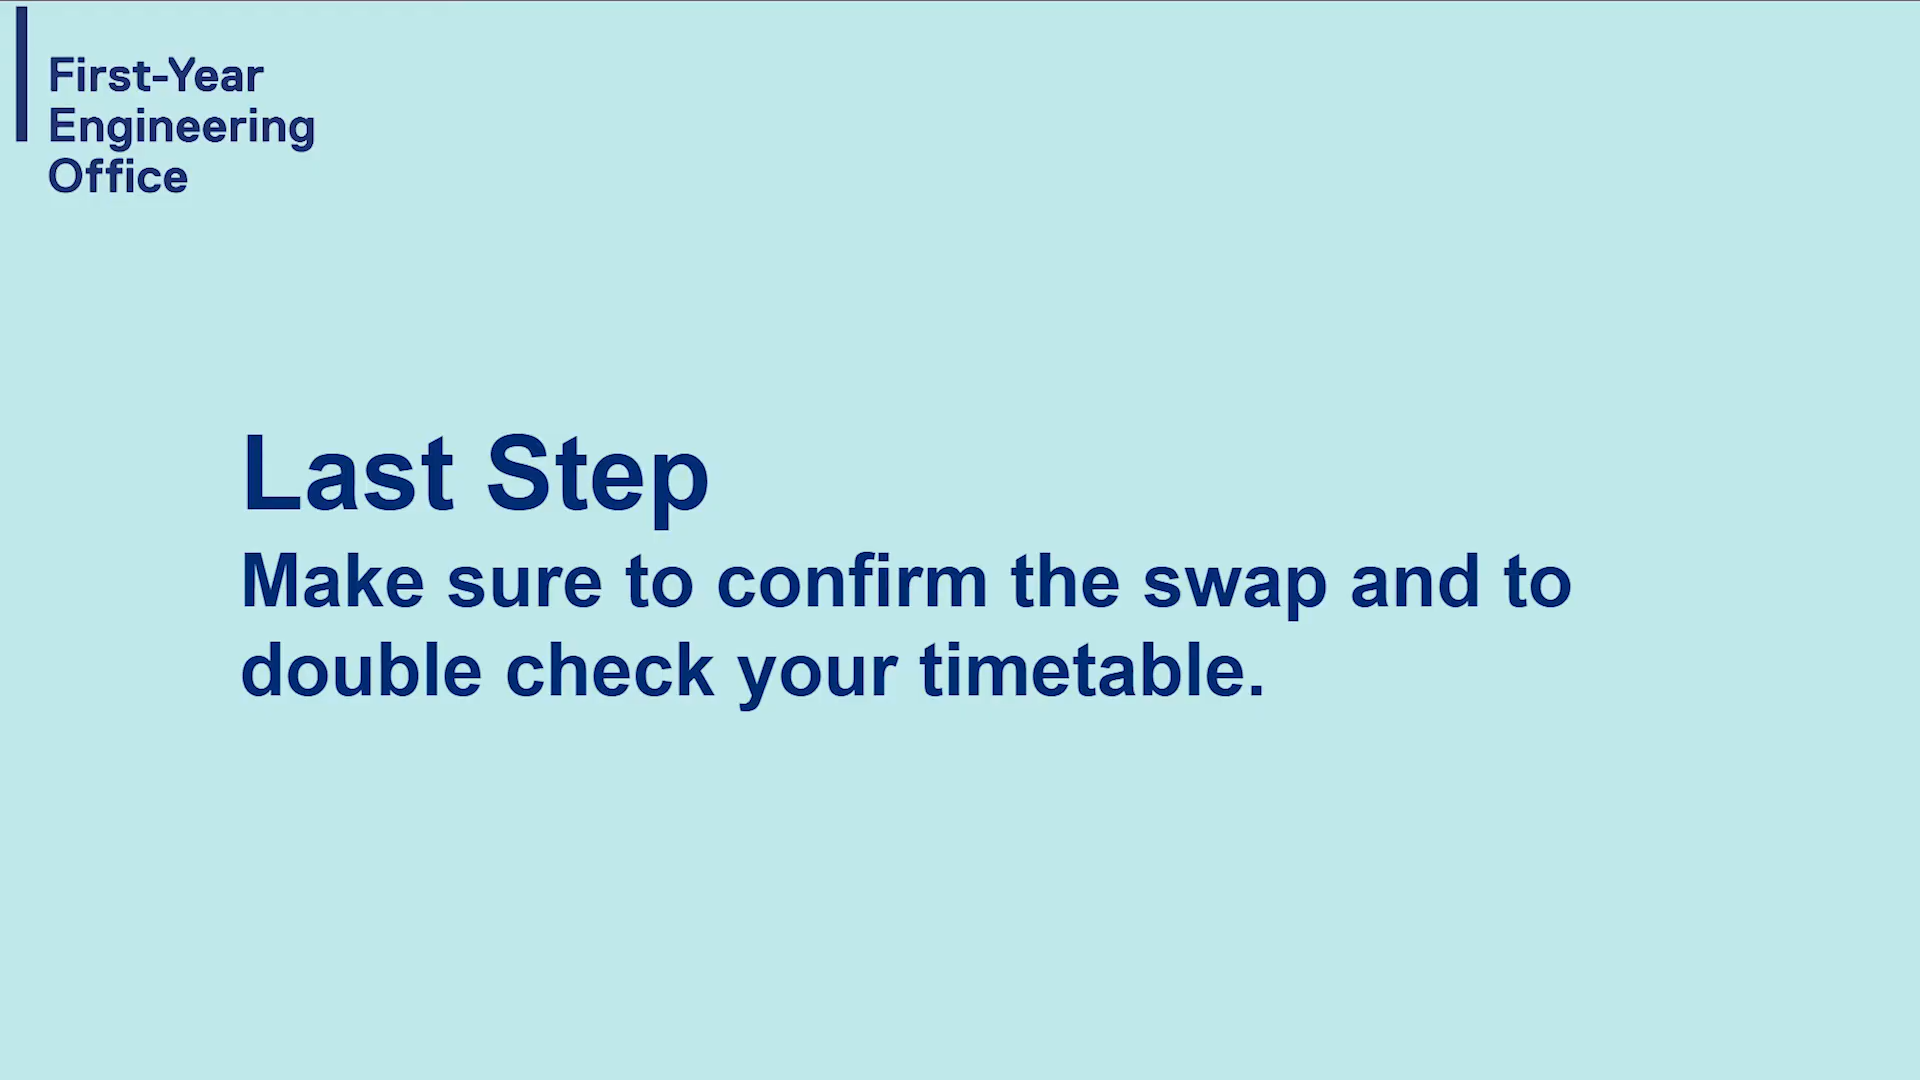 First-Year
Engineering
Office
Last Step
Make sure to confirm the swap and to
double check your timetable.